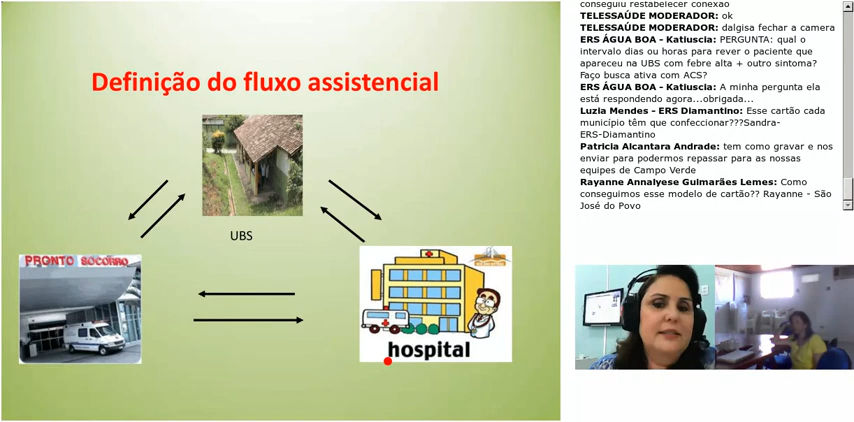 Definição do fluxo assistencial
UBS
PRONTO SOCORRO
hospital
conseguiu restabelecer conexão
TELESSAÚDE MODERADOR: ok
TELESSAÚDE MODERADOR: dalgisa fechar a camera
ERS ÁGUA BOA - Katiuscia: PERGUNTA: qual o
intervalo dias ou horas para rever o paciente que
apareceu na UBS com febre alta + outro sintoma?
Faço busca ativa com ACS?
ERS ÁGUA BOA - Katiuscia: A minha pergunta ela
está respondendo agora...obrigada...
Luzia Mendes - ERS Diamantino: Esse cartão cada
município têm que confeccionar???Sandra-
ERS-Diamantino
Patricia Alcantara Andrade: tem como gravar e nos
enviar para podermos repassar para as nossas
equipes de Campo Verde
Rayanne Annalyese Guimarães Lemes: Como
conseguimos esse modelo de cartão?? Rayanne - São
José do Povo